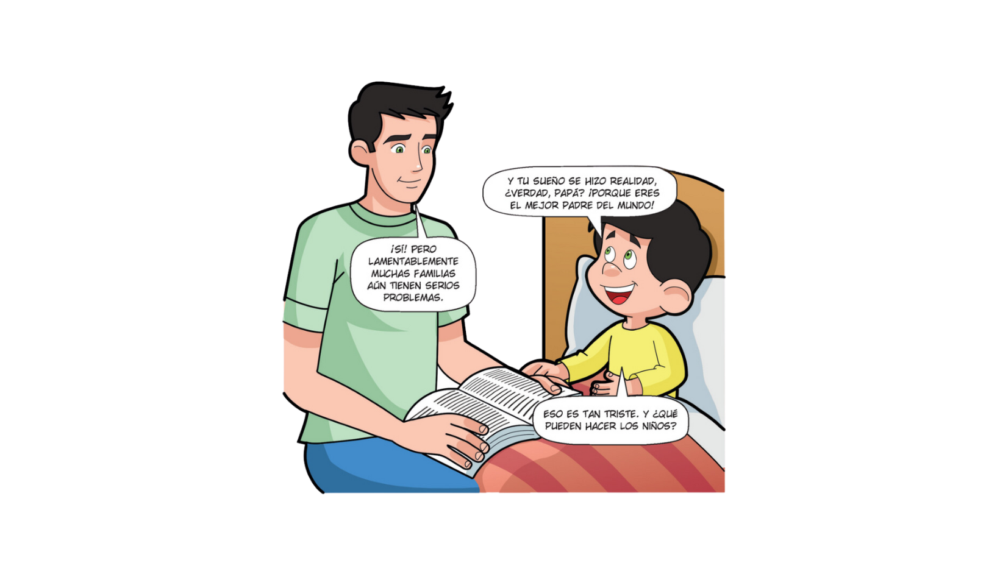 Y TU SUEÑO SE HIZO REALIDAD,
¿VERDAD, PAPÁ? ¡PORQUE ERES
EL MEJOR PADRE DEL MUNDO!
¡SÍ! PERO
LAMENTABLEMENTE
MUCHAS FAMILIAS
AÚN TIENEN SERIOS
PROBLEMAS.
ESO ES TAN TRISTE. Y ¿QUÉ
PUEDEN HACER LOS NIÑOS?